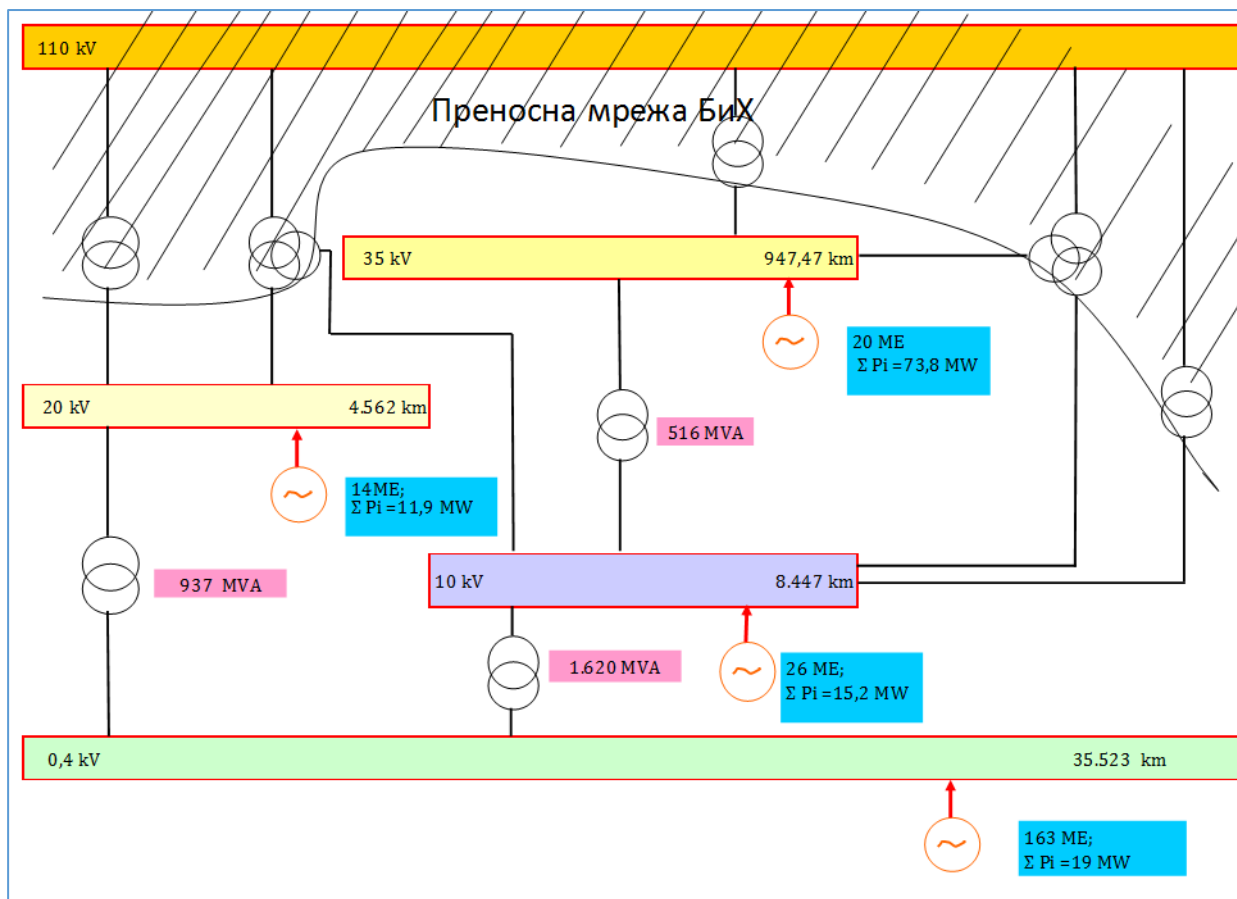 110 kV
Преносна мрежа БиХ
35 kV 947,47 km
20 ME
Σ Pi =73,8 MW
20 kV 4.562 km
516 MVA
14ME;
Σ Pi=11,9 MW
937 MVA
10 kV 8.447 km
1.620 MVA
26 ME;
Σ Pi =15,2 MW
0,4 kV 35.523 km
163 ME;
Σ Pi =19 MW